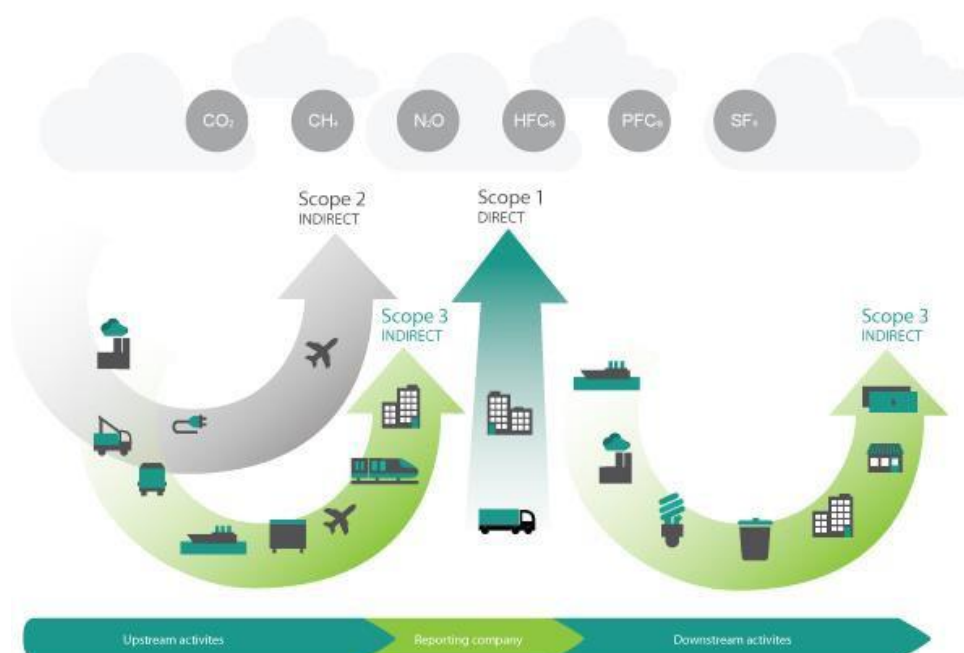 CO₂ CH₄ N₂O HFCₛ PFCₛ SF₆
Scope 2
INDIRECT
Scope 1
DIRECT
Scope 3
INDIRECT
Scope 3
INDIRECT
Upstream activites
Reporting company
Downstream activites